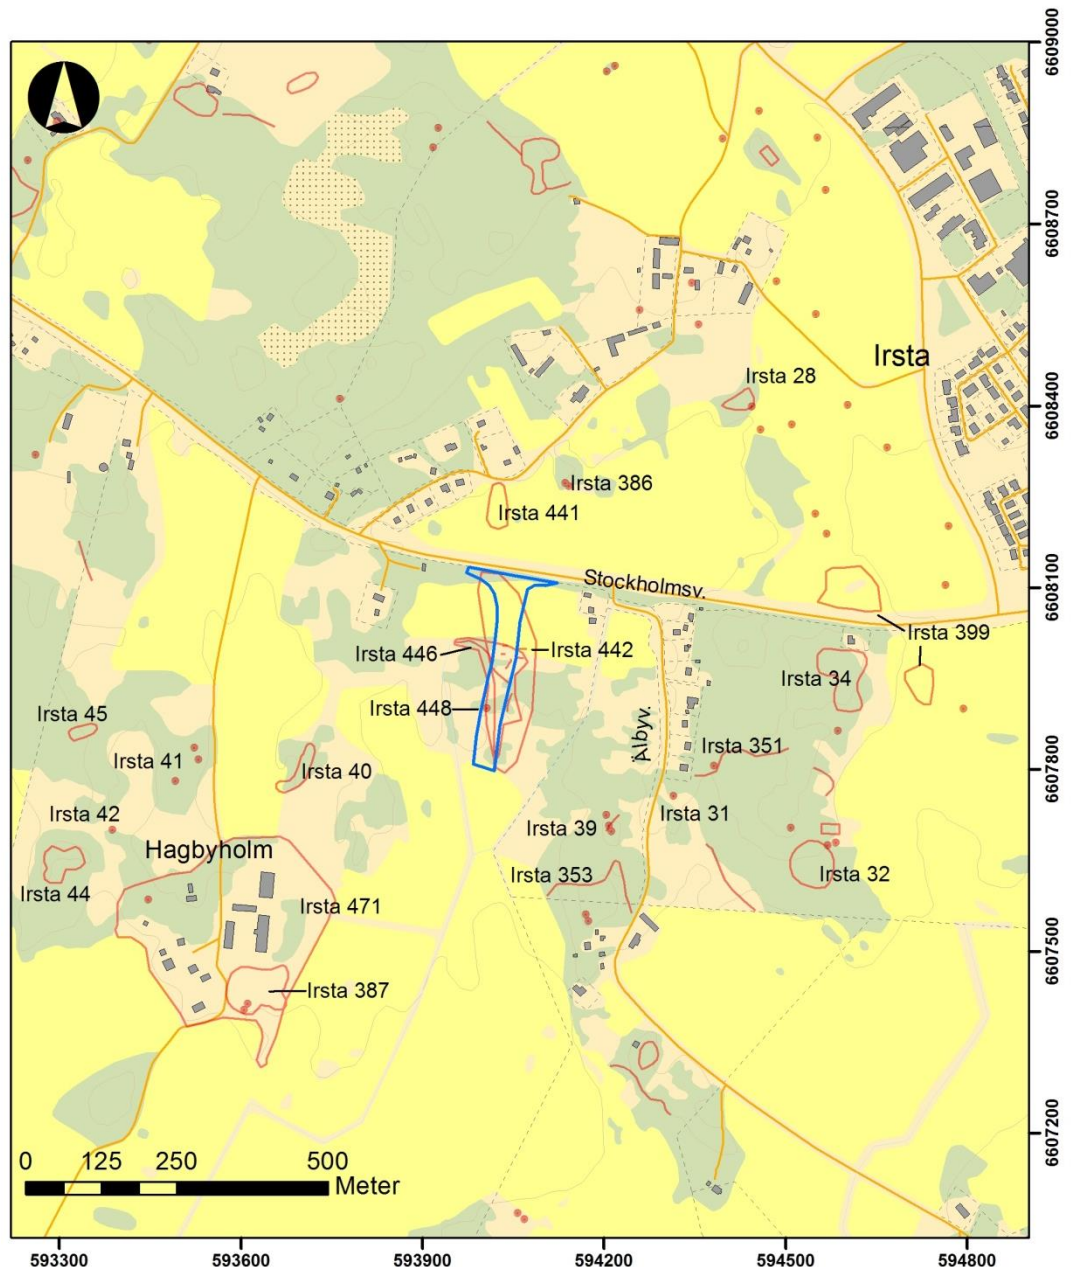 6609000
6608700
Irsta
Irsta 28
6608400
Irsta 386
Irsta 441
Stockholmsv.
6608100
Irsta 399
Irsta 446
Irsta 442
Irsta 34
Irsta 448
Irsta 45
Älbyv.
Irsta 351
Irsta 41
Irsta 40
6607800
Irsta 42
Irsta 31
Irsta 39
Hagbyholm
Irsta 353
Irsta 32
Irsta 44
Irsta 471
6607500
Irsta 387
6607200
0 125 250 500
Meter
593300 593600 593900 594200 594500 594800